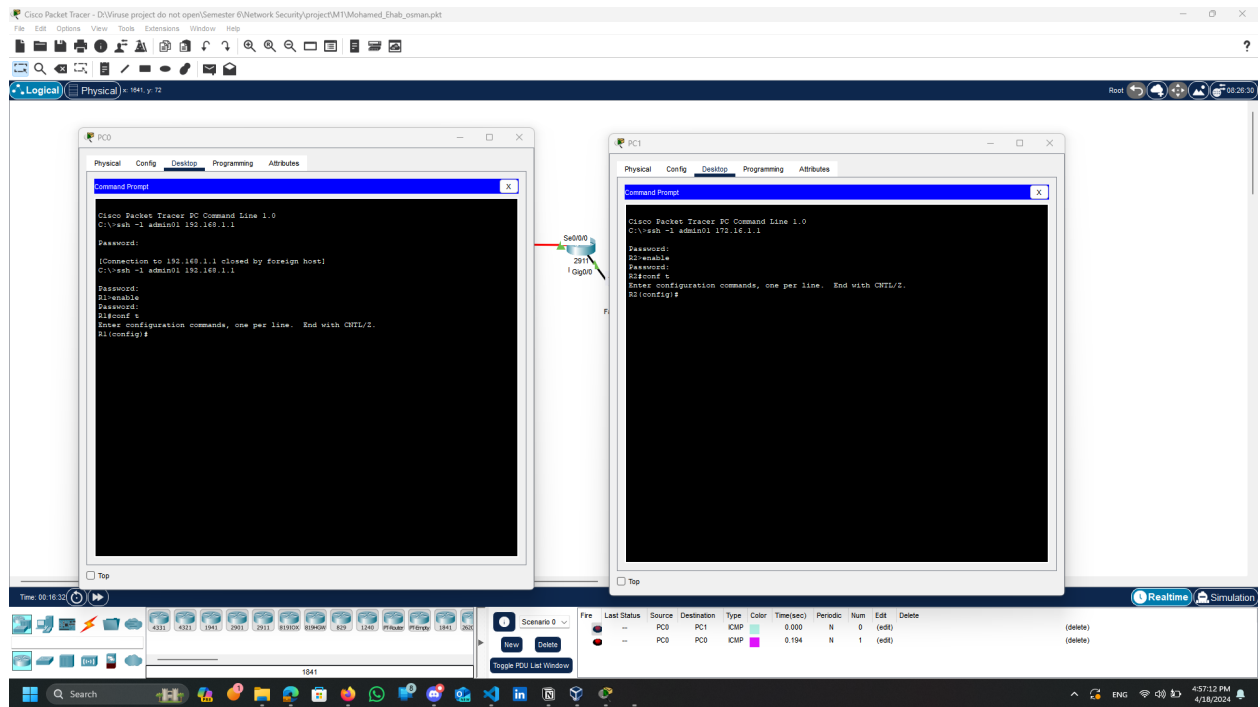 Cisco Packet Tracer - D:\Viruse project do not open\Semester 6\Network Security\project\M1\Mohamed_Ehab_osman.pkt
File Edit Options View Tools Extensions Window Help
?
Logical Physical x: 1841, y: 72 Root 08:26:30
PC0
Physical Config Desktop Programming Attributes
Command Prompt X
Cisco Packet Tracer PC Command Line 1.0
C:\>ssh -l admin01 192.168.1.1
Password:
[Connection to 192.168.1.1 closed by foreign host]
C:\>ssh -l admin01 192.168.1.1
Password:
R1>enable
Password:
R1#conf t
Enter configuration commands, one per line. End with CNTL/Z.
R1(config)#
Top
Se0/0/0
2911
Gig0/0
PC1
Physical Config Desktop Programming Attributes
Command Prompt X
Cisco Packet Tracer PC Command Line 1.0
C:\>ssh -l admin01 172.16.1.1
Password:
R2>enable
Password:
R2#conf t
Enter configuration commands, one per line. End with CNTL/Z.
R2(config)#
Top
Time: 00:16:32 Realtime Simulation
4331 4321 1941 2901 2911 819IOX 819HGW 829 1240 PT-Router PT-Empty 1841 262
1841
Scenario 0
New Delete
Toggle PDU List Window
Fire Last Status Source Destination Type Color Time(sec) Periodic Num Edit Delete
-- PC0 PC1 ICMP 0.000 N 0 (edit) (delete)
-- PC0 PC0 ICMP 0.194 N 1 (edit) (delete)
Search
ENG
4:57:12 PM
4/18/2024